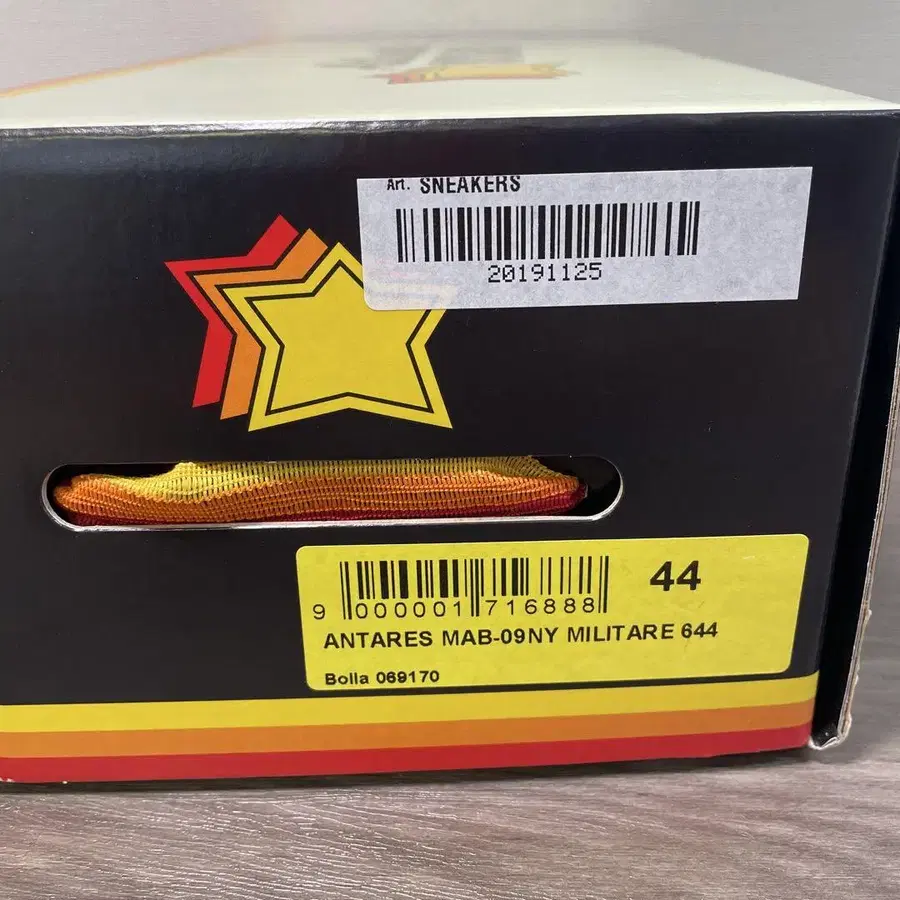 Art. SNEAKERS
20191125
44
9 000001 716888
ANTARES MAB-09NY MILITARE 644
Bolla 069170